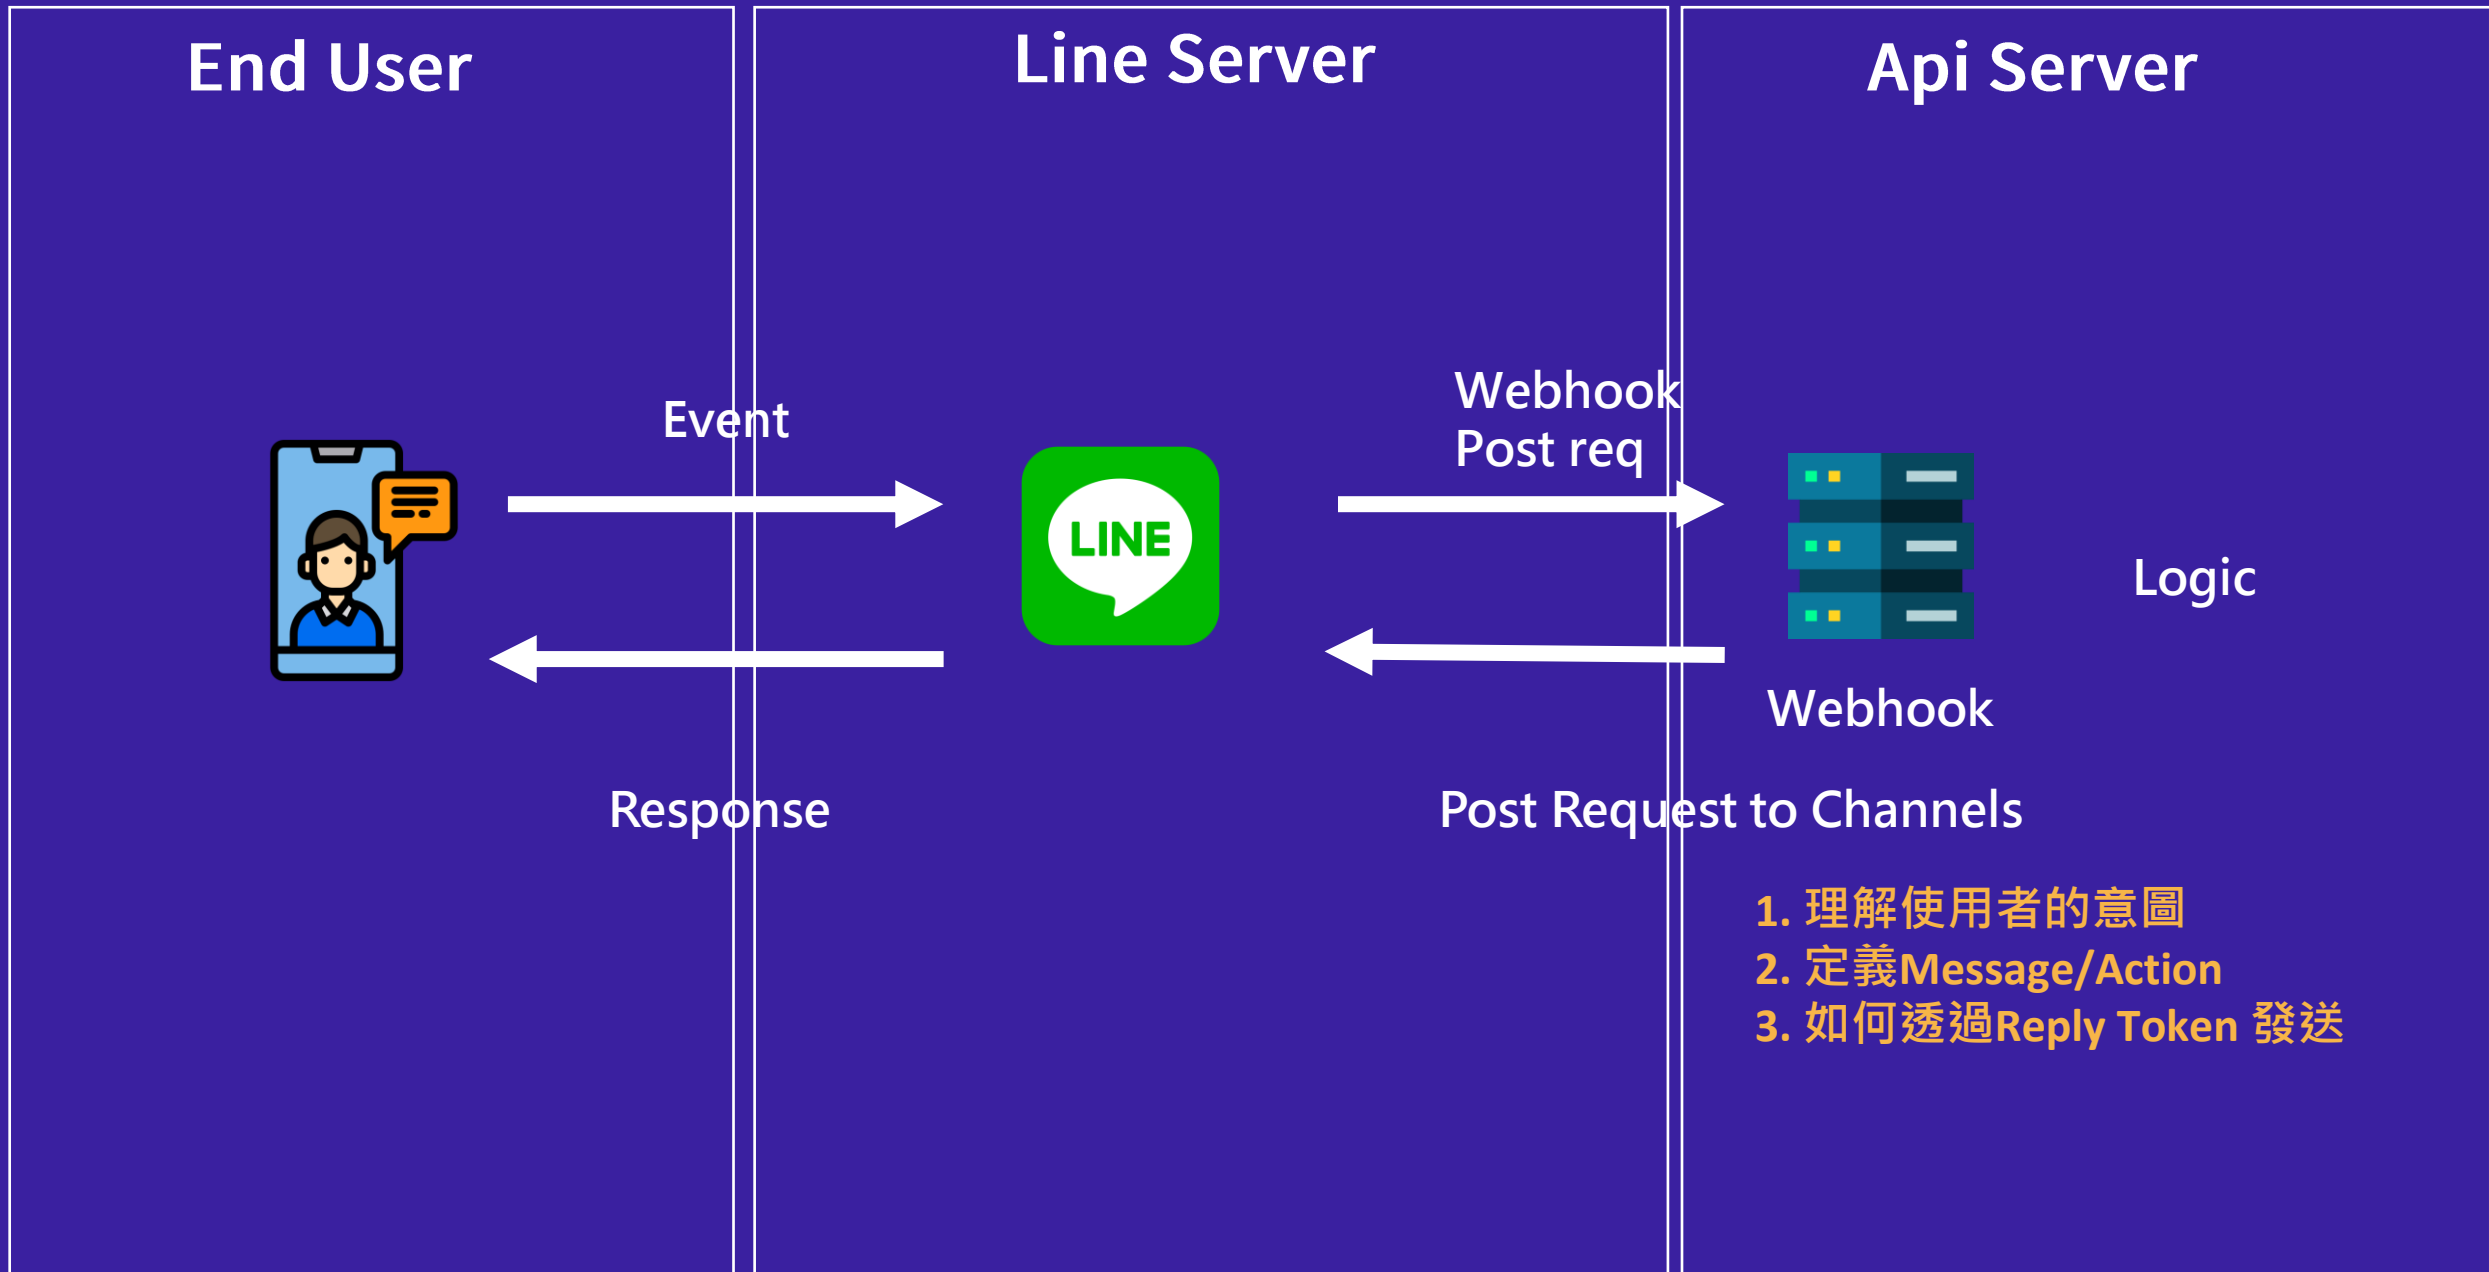 End User
Line Server
Api Server
Event
Webhook
Post req
LINE
Logic
Webhook
Response
Post Request to Channels
1. 理解使用者的意圖
2. 定義Message/Action
3. 如何透過Reply Token 發送